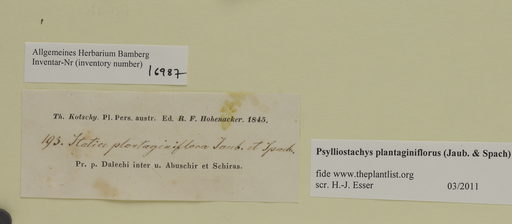 Allgemeines Herbarium Bamberg
Inventar-Nr (inventory number) 16987
Th. Kotschy. Pl. Pers. austr. Ed. R. F. Hohenacker. 1845.
193. Statice plantaginiflora Jaub. et Spach.
Pr. p. Dalechi inter u. Abuschir et Schiras.
Psylliostachys plantaginiflorus (Jaub. & Spach)
fide www.theplantlist.org
scr. H.-J. Esser 03/2011